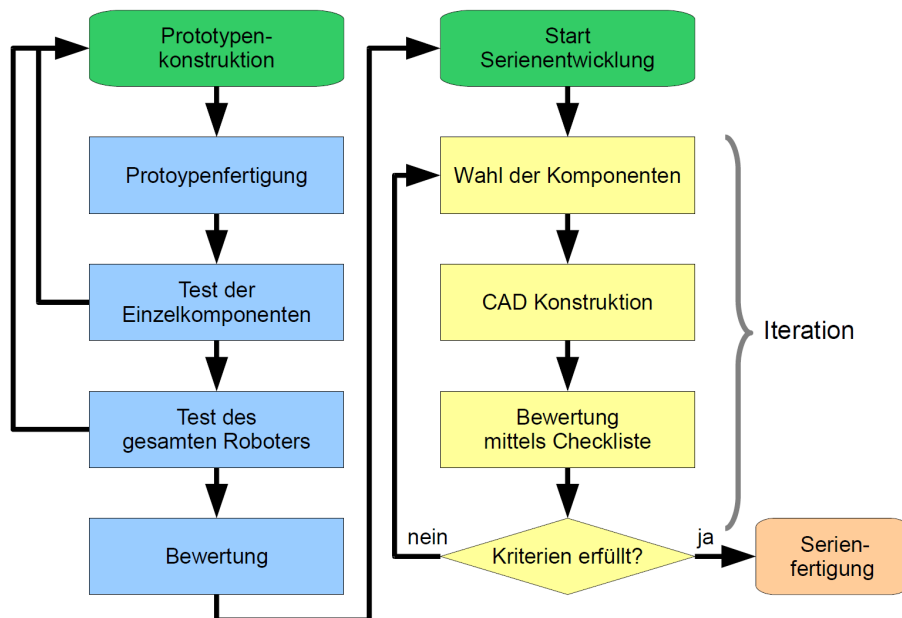 Prototypen-
konstruktion
Protoypenfertigung
Test der
Einzelkomponenten
Test des
gesamten Roboters
Bewertung
Start
Serienentwicklung
Wahl der Komponenten
CAD Konstruktion
Bewertung
mittels Checkliste
nein
Kriterien erfüllt?
ja
Serien-
fertigung
Iteration